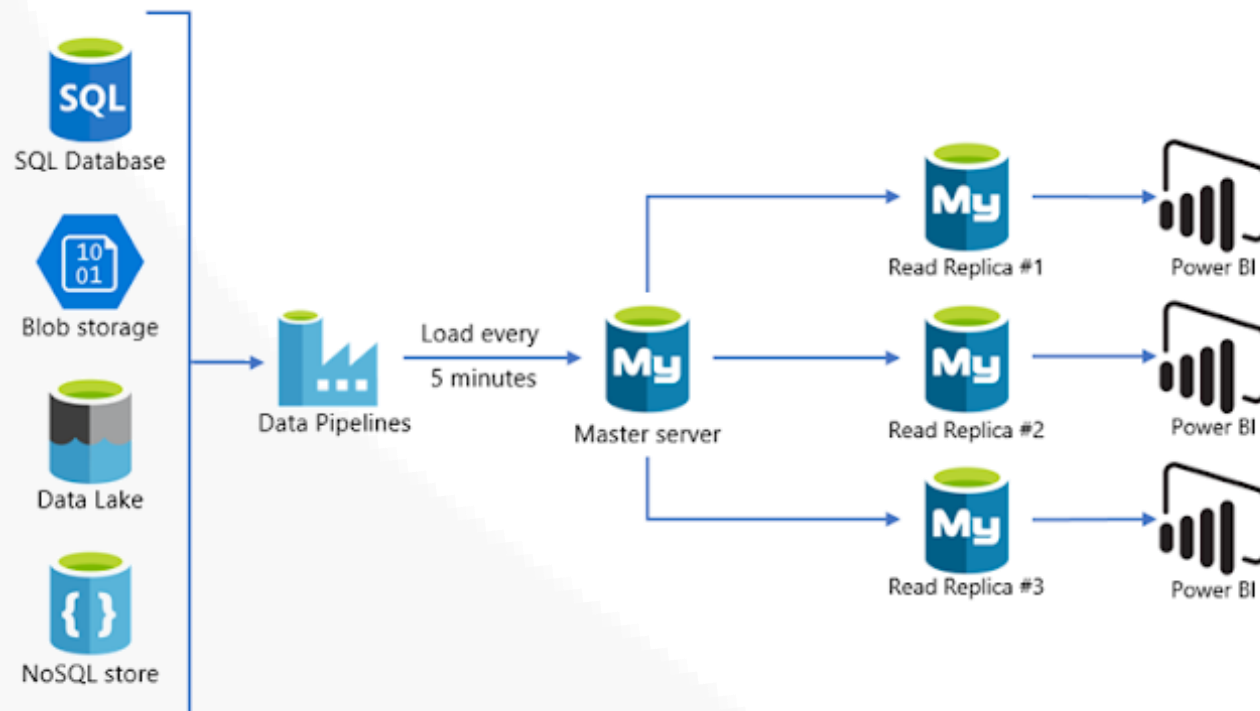 SQL
SQL Database
10
01
Blob storage
Data Lake
{ }
NoSQL store
Data Pipelines
Load every
5 minutes
My
Master server
My
Read Replica #1
My
Read Replica #2
My
Read Replica #3
Power BI
Power BI
Power BI